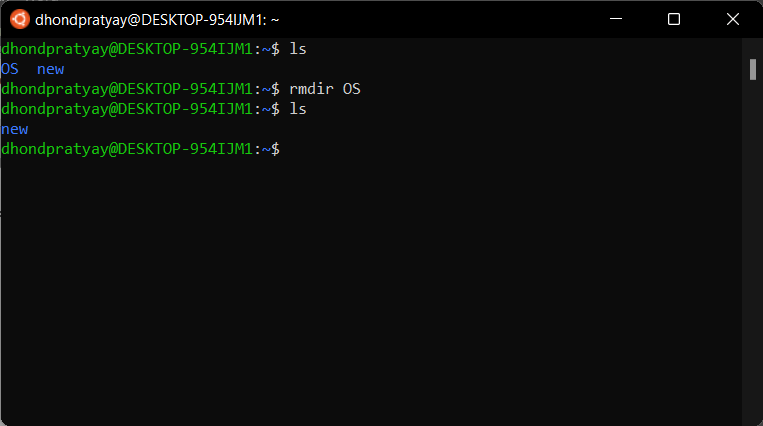 dhondpratyay@DESKTOP-954IJM1: ~
dhondpratyay@DESKTOP-954IJM1:~$ ls
OS  new
dhondpratyay@DESKTOP-954IJM1:~$ rmdir OS
dhondpratyay@DESKTOP-954IJM1:~$ ls
new
dhondpratyay@DESKTOP-954IJM1:~$